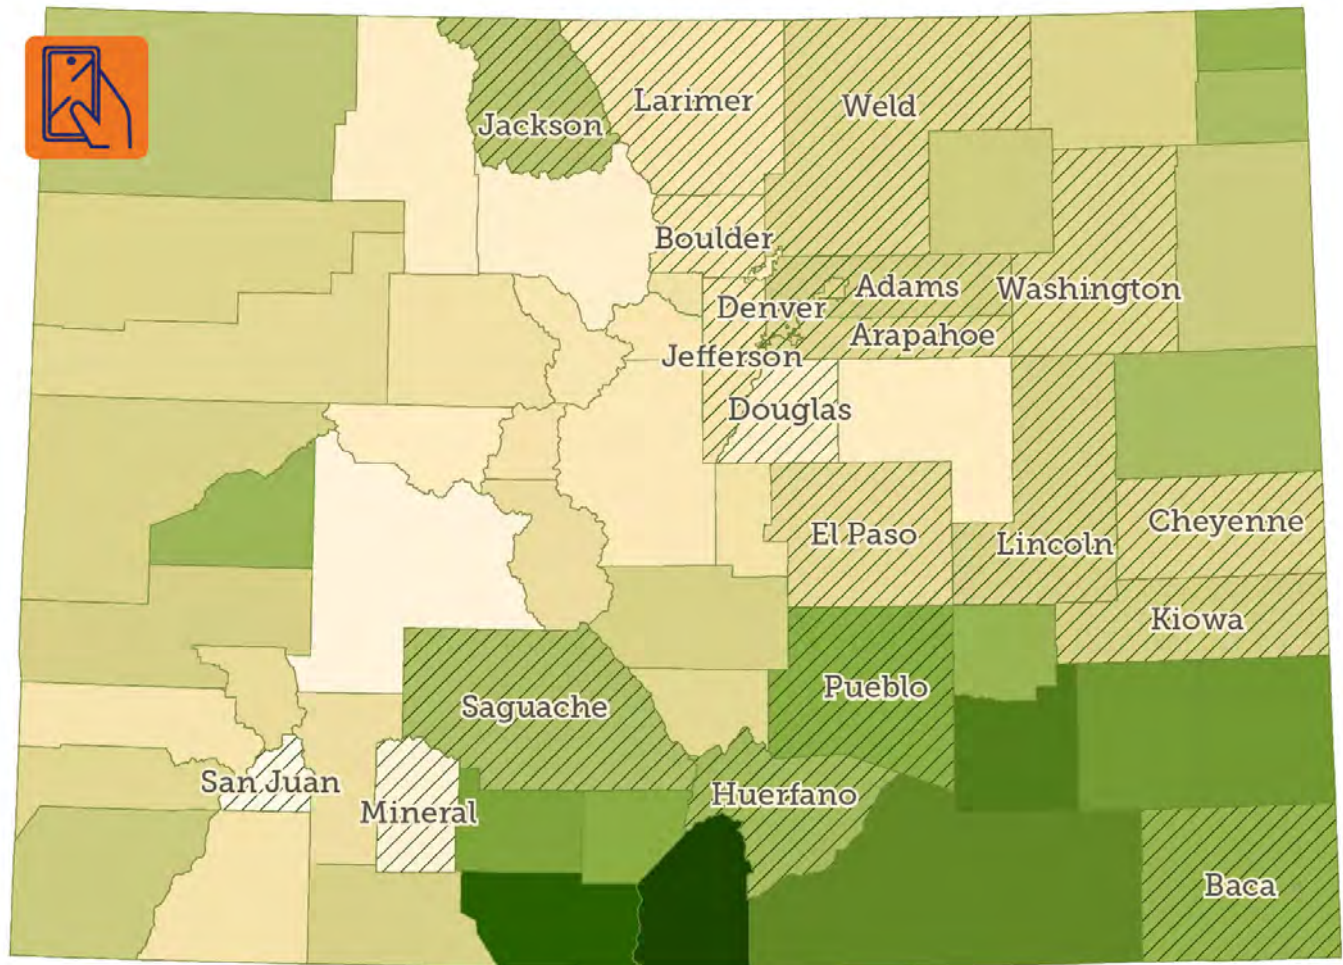 Larimer
Weld
Jackson
Boulder
Adams
Washington
Denver
Arapahoe
Jefferson
Douglas
El Paso
Lincoln
Cheyenne
Kiowa
Pueblo
Saguache
San Juan
Mineral
Huerfano
Baca